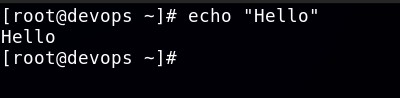 [root@devops ~]# echo "Hello"
Hello
[root@devops ~]#